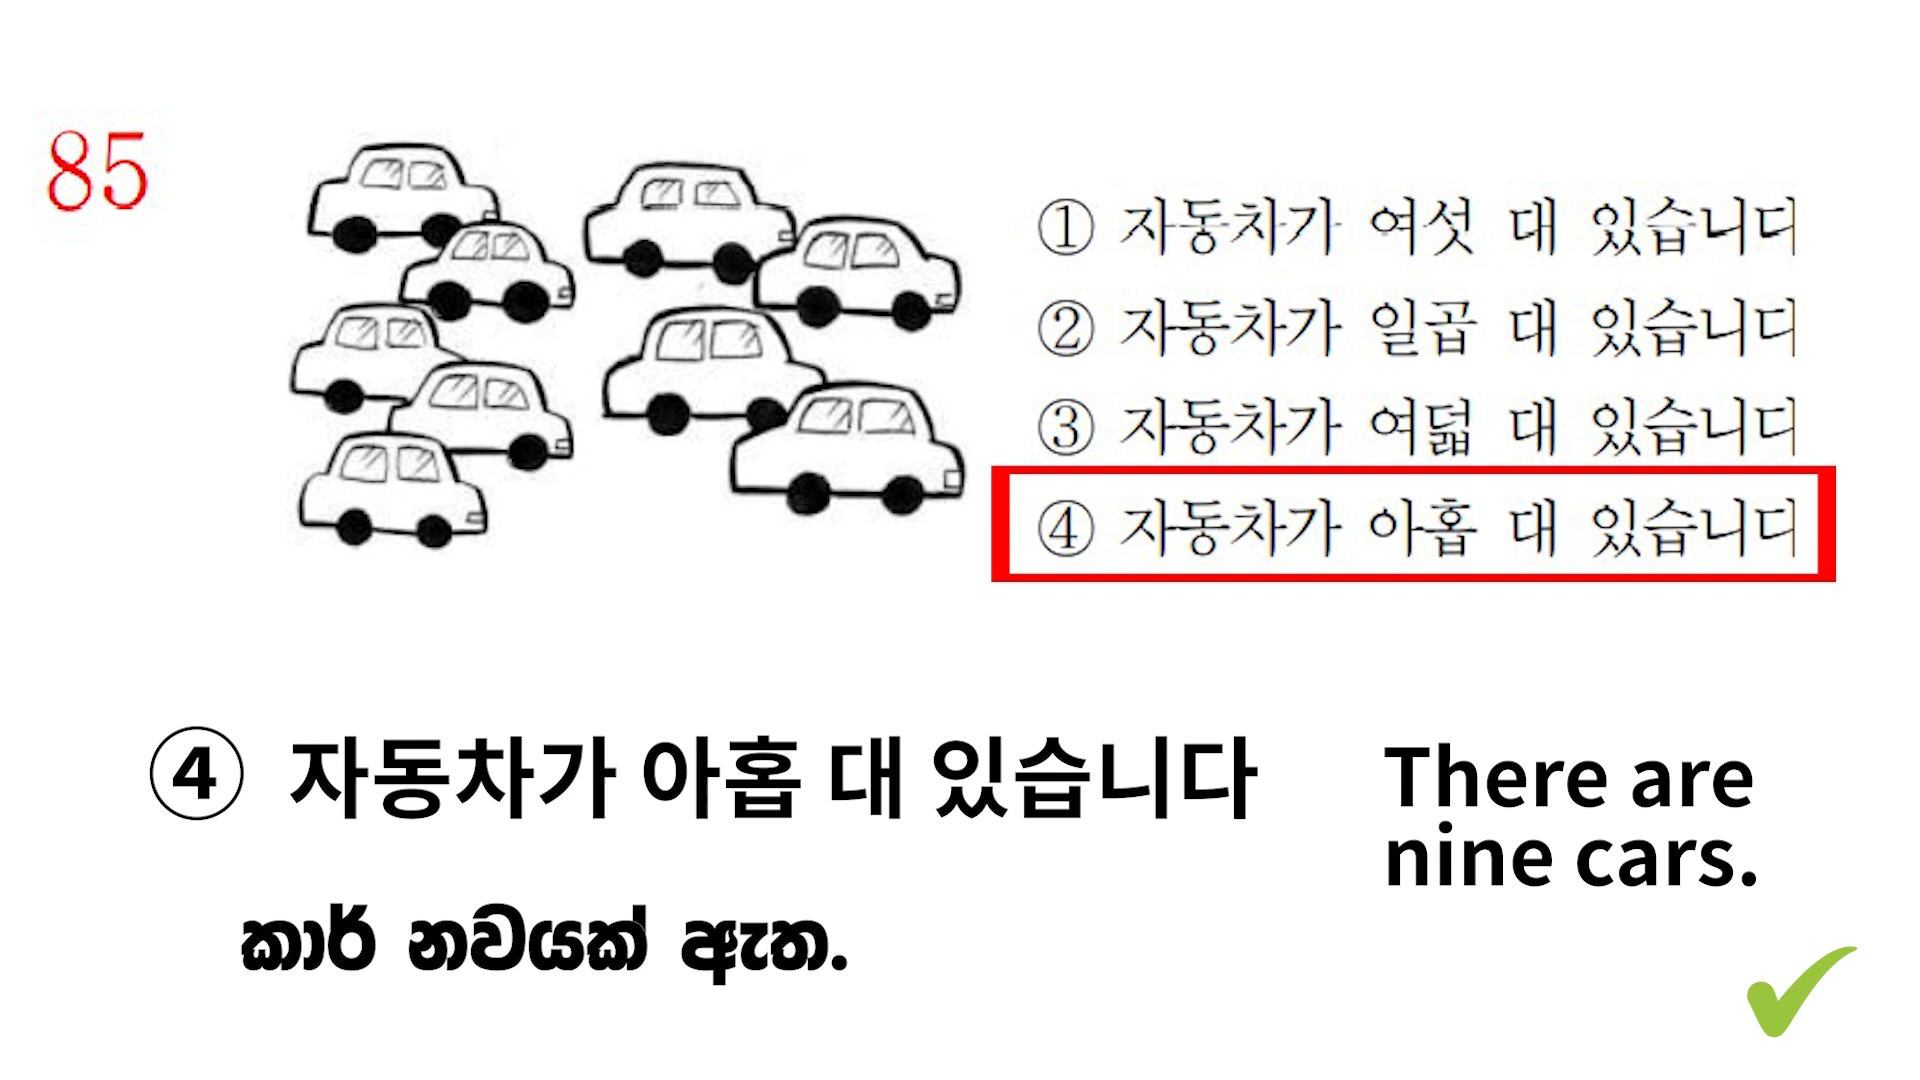 85
① 자동차가 여섯 대 있습니다
② 자동차가 일곱 대 있습니다
③ 자동차가 여덟 대 있습니다
④ 자동차가 아홉 대 있습니다
④ 자동차가 아홉 대 있습니다
There are
nine cars.
කාර් නවයක් ඇත.